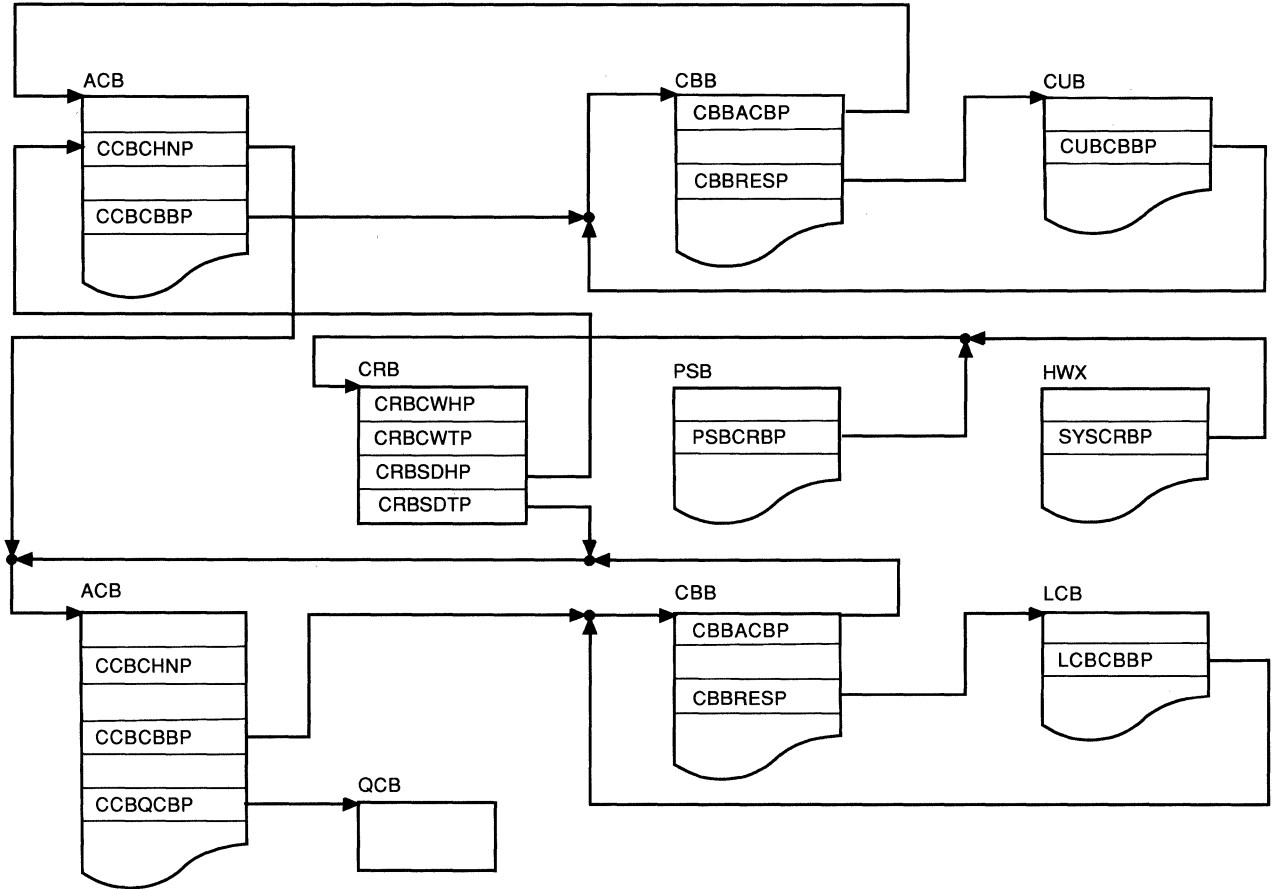 ACB
CCBCHNP
CCBCBBP
CBB
CBBACBP
CBBRESP
CUB
CUBCBBP
CRB
CRBCWHP
CRBCWTP
CRBSDHP
CRBSDTP
PSB
PSBCRBP
HWX
SYSCRBP
ACB
CCBCHNP
CCBCBBP
CCBQCBP
QCB
CBB
CBBACBP
CBBRESP
LCB
LCBCBBP